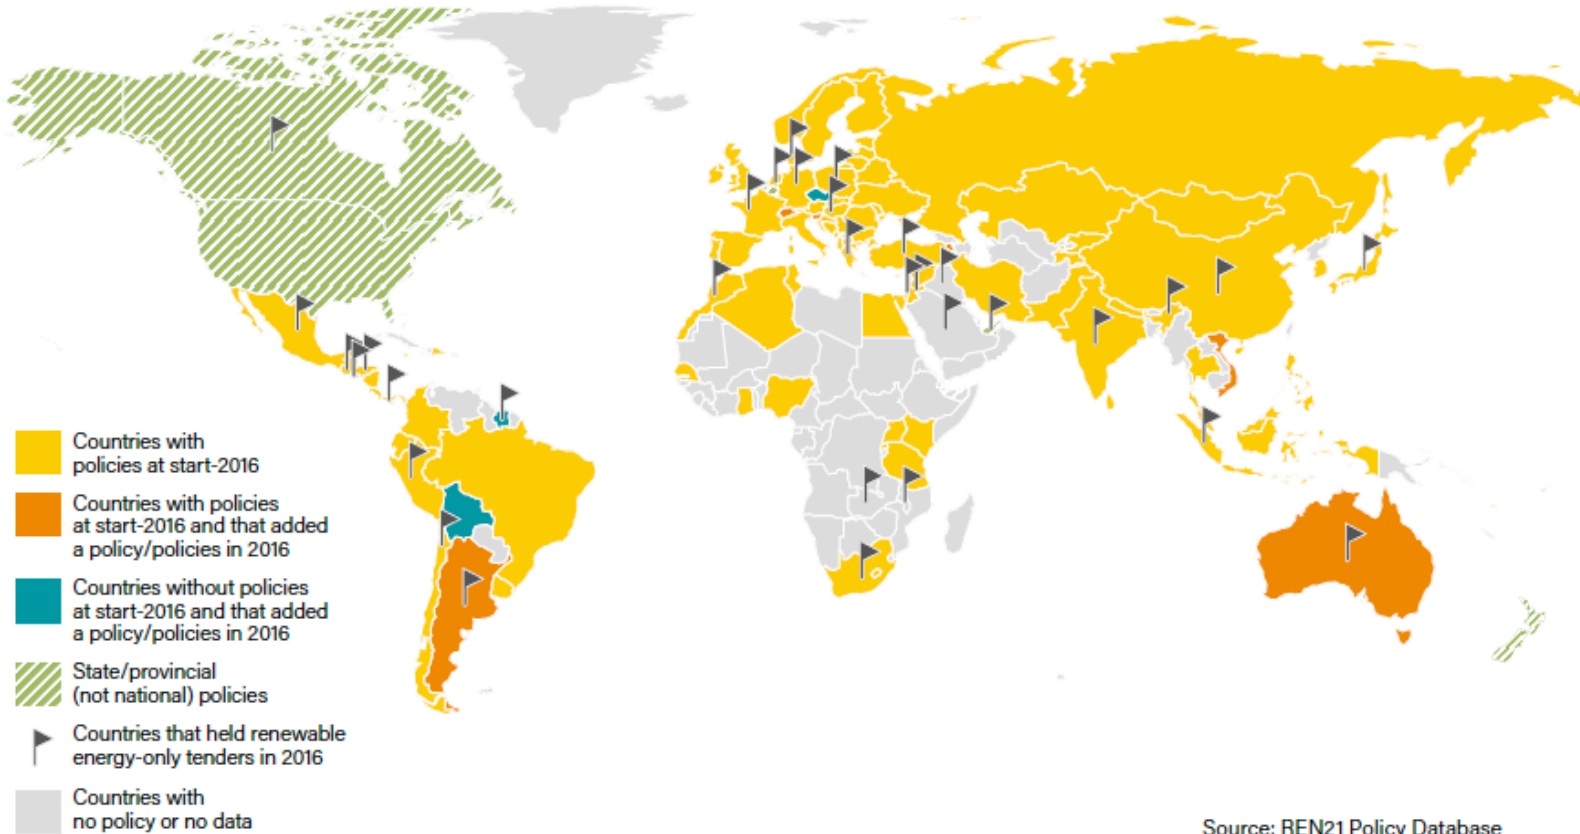 Countries with
policies at start-2016
Countries with policies
at start-2016 and that added
a policy/policies in 2016
Countries without policies
at start-2016 and that added
a policy/policies in 2016
State/provincial
(not national) policies
Countries that held renewable
energy-only tenders in 2016
Countries with
no policy or no data
Source: REN21 Policy Database